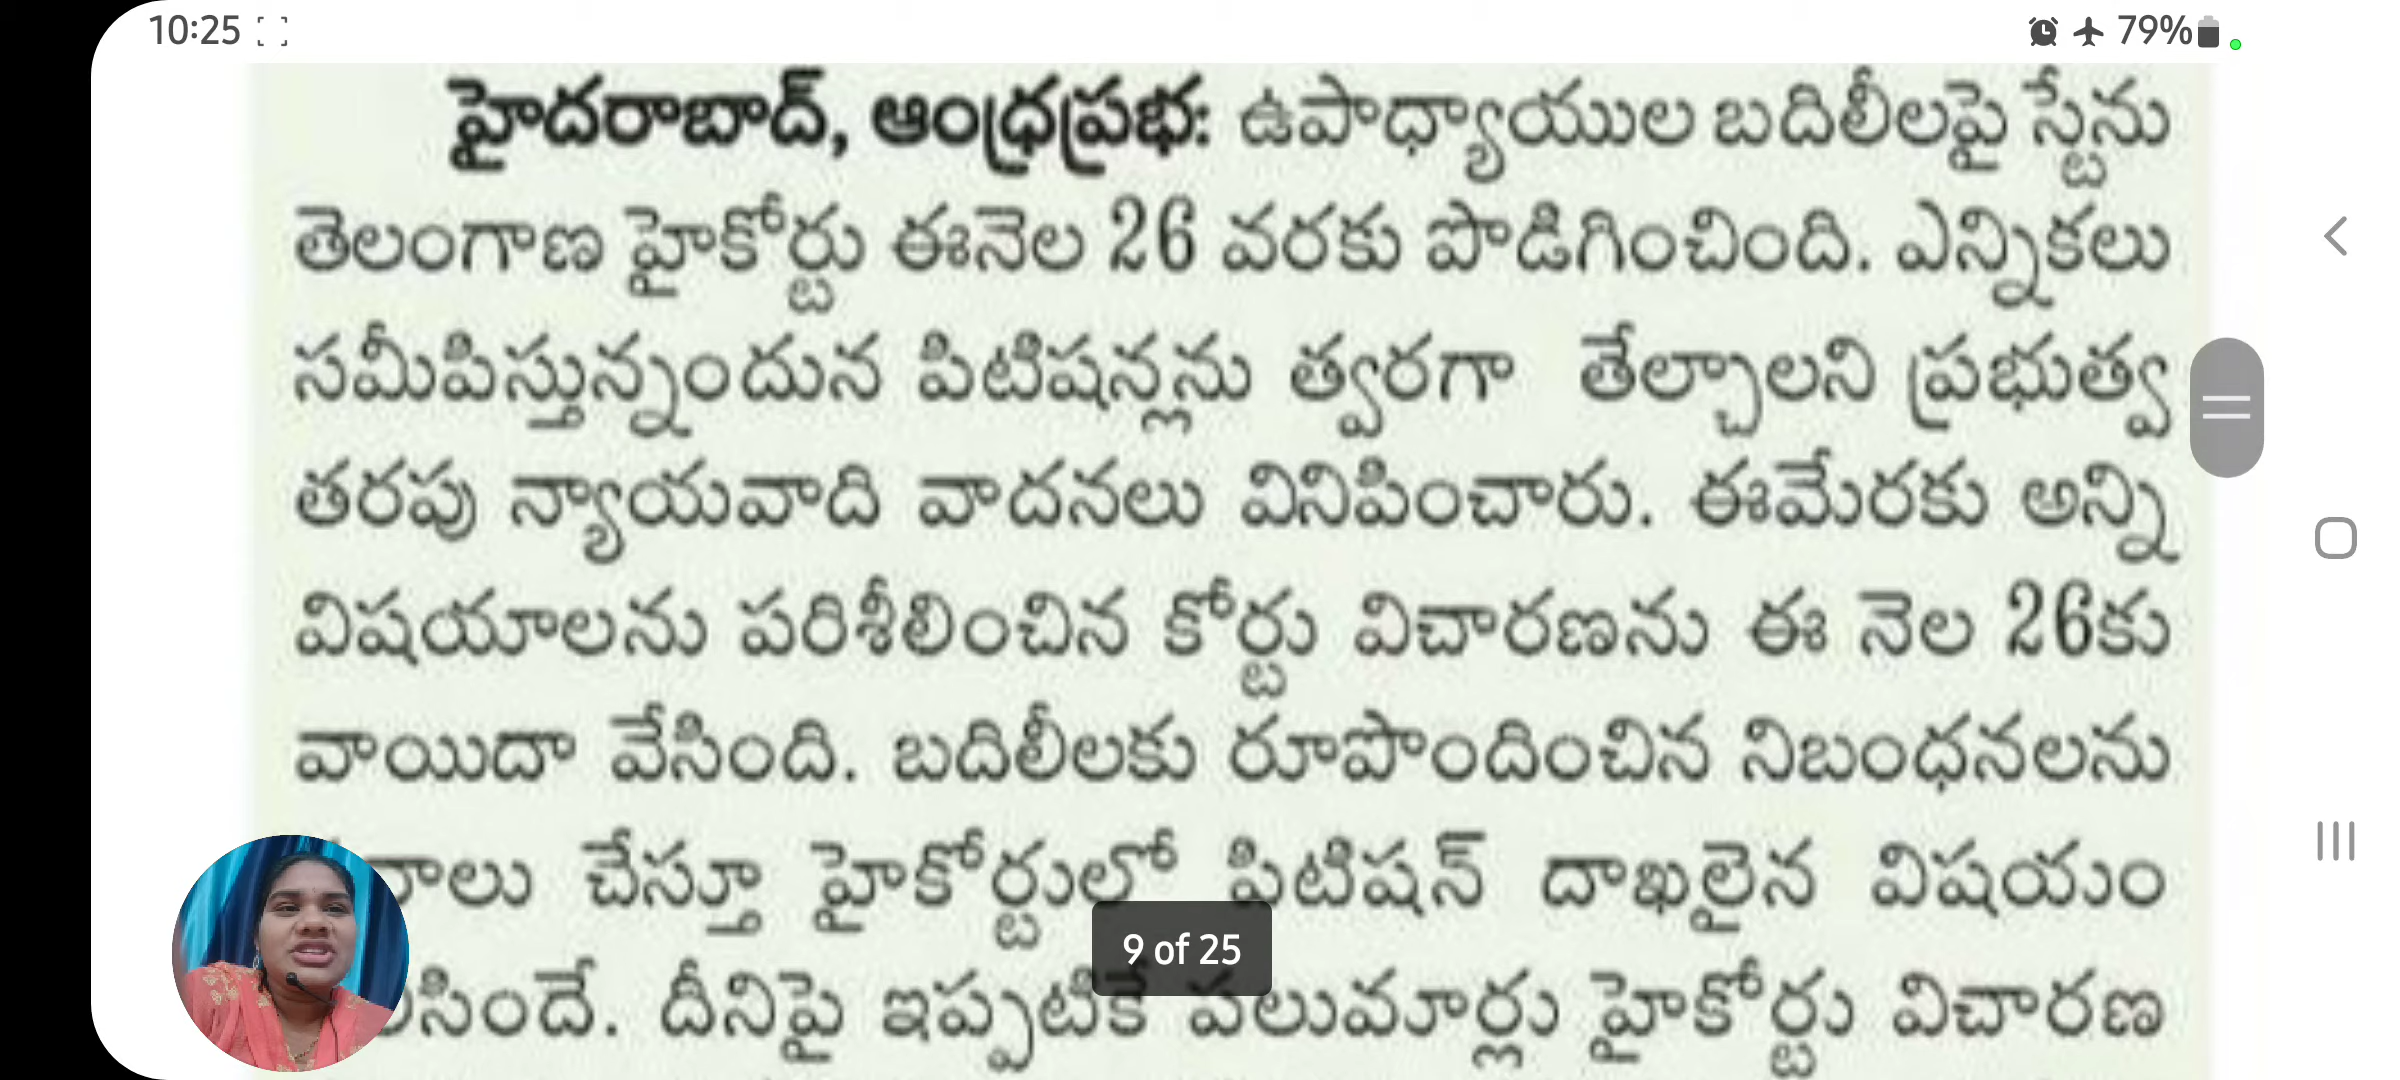 10:25
79%
హైదరాబాద్, ఆంధ్రప్రభ: ఉపాధ్యాయుల బదిలీలపై స్టేను
తెలంగాణ హైకోర్టు ఈనెల 26 వరకు పొడిగించింది. ఎన్నికలు
సమీపిస్తున్నందున పిటిషన్లను త్వరగా తేల్చాలని ప్రభుత్వ
తరపు న్యాయవాది వాదనలు వినిపించారు. ఈమేరకు అన్ని
విషయాలను పరిశీలించిన కోర్టు విచారణను ఈ నెల 26కు
వాయిదా వేసింది. బదిలీలకు రూపొందించిన నిబంధనలను
చేస్తూ హైకోర్టులో పిటిషన్ దాఖలైన విషయం
దీనిపై ఇప్పటికే పలుమార్లు హైకోర్టు విచారణ
9 of 25